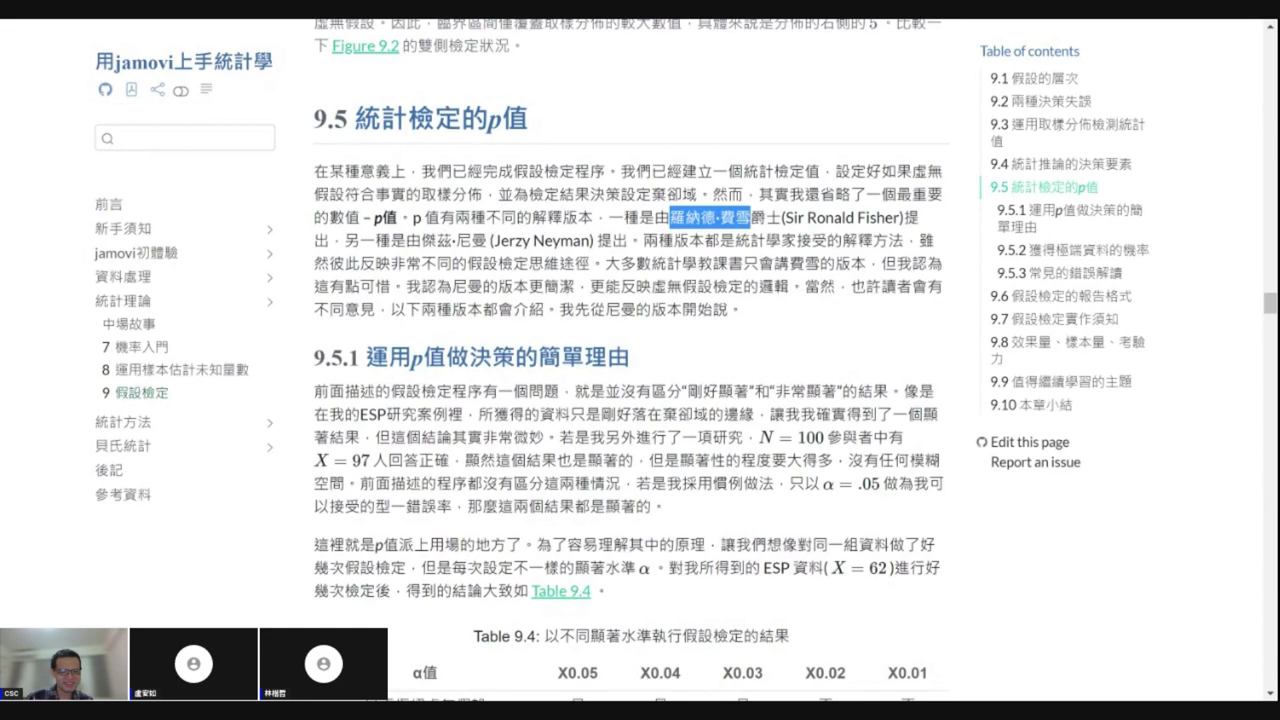 虛無假設。因此，臨界區間僅覆蓋取樣分佈的較大數值，具體來說是分佈的右側的 5。比較一
下 Figure 9.2 的雙側檢定狀況。
用jamovi上手統計學
前言
新手須知
jamovi初體驗
資料處理
統計理論
中場故事
7 機率入門
8 運用樣本估計未知量數
9 假設檢定
統計方法
貝氏統計
後記
參考資料
9.5 統計檢定的p值
在某種意義上，我們已經完成假設檢定程序。我們已經建立一個統計檢定值，設定好如果虛無
假設符合事實的取樣分佈，並為檢定結果決策設定棄卻域。然而，其實我還省略了一個最重要
的數值 – p值。p 值有兩種不同的解釋版本，一種是由羅納德·費雪爵士(Sir Ronald Fisher)提
出，另一種是由傑茲·尼曼 (Jerzy Neyman) 提出。兩種版本都是統計學家接受的解釋方法，雖
然彼此反映非常不同的假設檢定思維途徑。大多數統計學教課書只會講費雪的版本，但我認為
這有點可惜。我認為尼曼的版本更簡潔，更能反映虛無假設檢定的邏輯。當然，也許讀者會有
不同意見，以下兩種版本都會介紹。我先從尼曼的版本開始說。
9.5.1 運用p值做決策的簡單理由
前面描述的假設檢定程序有一個問題，就是並沒有區分“剛好顯著”和“非常顯著”的結果。像是
在我的ESP研究案例裡，所獲得的資料只是剛好落在棄卻域的邊緣，讓我我確實得到了一個顯
著結果，但這個結論其實非常微妙。若是我另外進行了一項研究，N = 100 參與者中有
X = 97 人回答正確，顯然這個結果也是顯著的，但是顯著性的程度要大得多，沒有任何模糊
空間。前面描述的程序都沒有區分這兩種情況，若是我採用慣例做法，只以 α = .05 做為我可
以接受的型一錯誤率，那麼這兩個結果都是顯著的。
這裡就是p值派上用場的地方了。為了容易理解其中的原理，讓我們想像對同一組資料做了好
幾次假設檢定，但是每次設定不一樣的顯著水準 α 。對我所得到的 ESP 資料( X = 62 )進行好
幾次檢定後，得到的結論大致如 Table 9.4 。
Table 9.4: 以不同顯著水準執行假設檢定的結果
α值 X0.05 X0.04 X0.03 X0.02 X0.01
Table of contents
9.1 假設的層次
9.2 兩種決策失誤
9.3 運用取樣分佈檢測統計
值
9.4 統計推論的決策要素
9.5 統計檢定的p值
9.5.1 運用p值做決策的簡
單理由
9.5.2 獲得極端資料的機率
9.5.3 常見的錯誤解讀
9.6 假設檢定的報告格式
9.7 假設檢定實作須知
9.8 效果量、樣本量、考驗
力
9.9 值得繼續學習的主題
9.10 本章小結
Edit this page
Report an issue
csc
盧安如